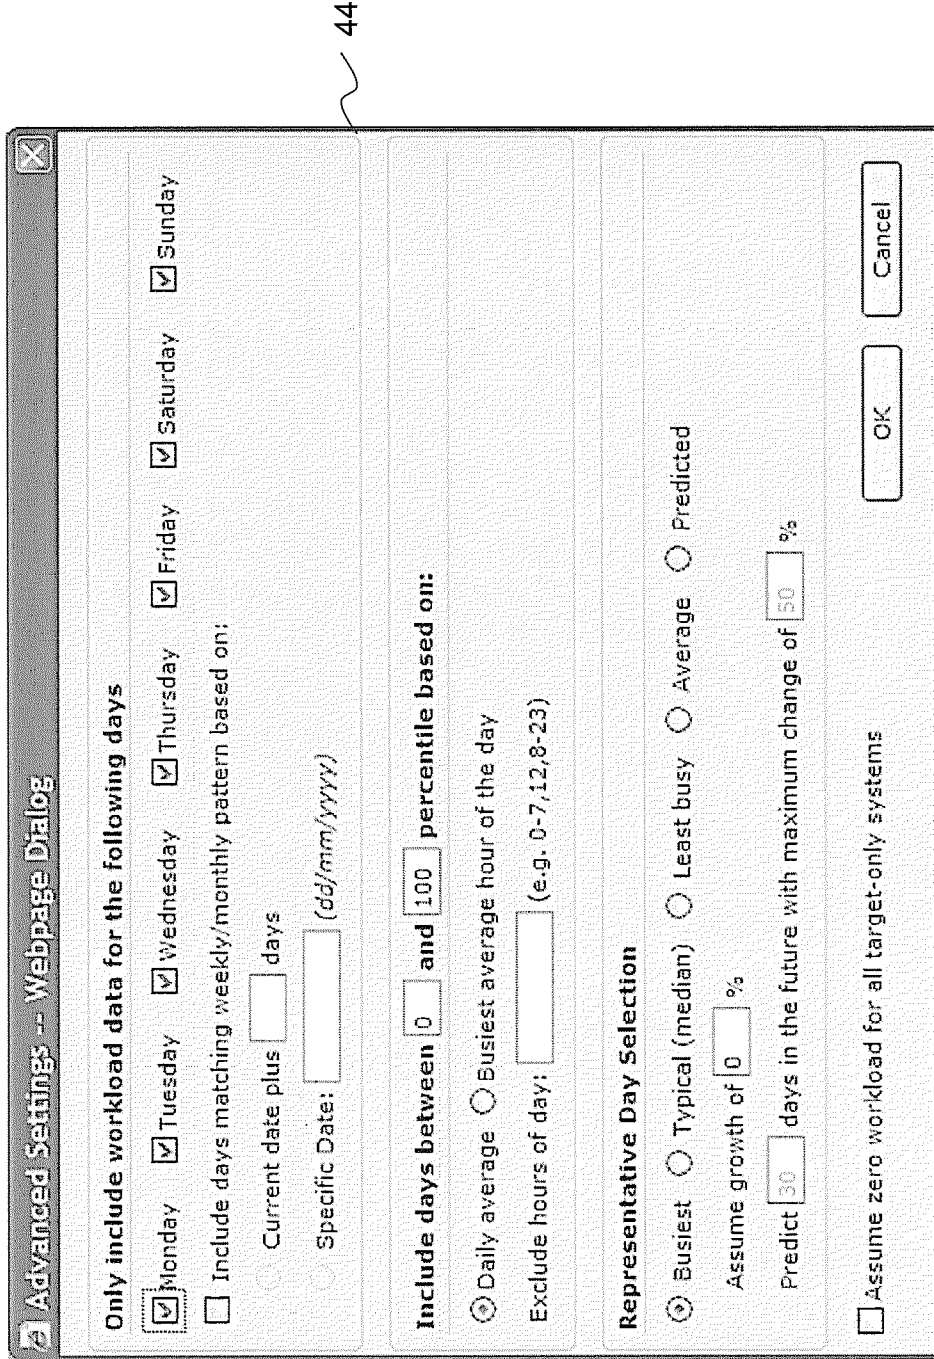 Advanced Settings -- Webpage Dialog
Only include workload data for the following days
Monday Tuesday Wednesday Thursday Friday Saturday Sunday
Include days matching weekly/monthly pattern based on:
Current date plus days
Specific Date: (dd/mm/yyyy)
Include days between 0 and 100 percentile based on:
Daily average Busiest average hour of the day
Exclude hours of day: (e.g. 0-7,12,8-23)
Representative Day Selection
Busiest Typical (median) Least busy Average Predicted
Assume growth of 0 %
Predict 30 days in the future with maximum change of 50 %
Assume zero workload for all target-only systems
OK Cancel
44